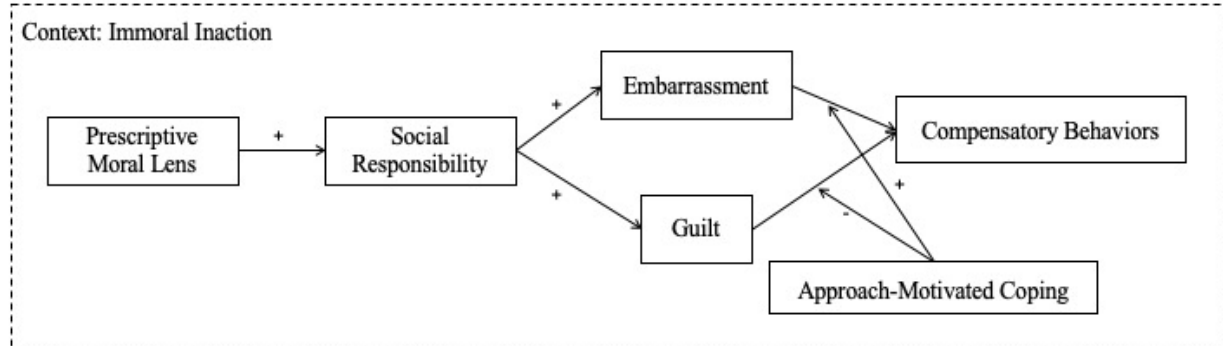 Context: Immoral Inaction
Embarrassment
+
Prescriptive
Moral Lens
+
Social
Responsibility
Compensatory Behaviors
+
+
Guilt
-
Approach-Motivated Coping